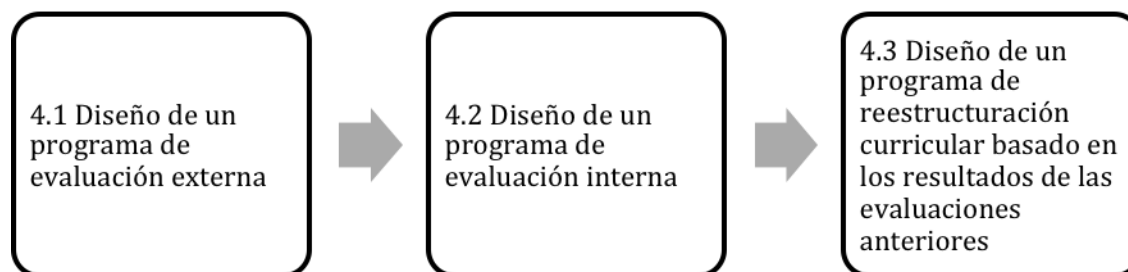 4.1 Diseño de un
programa de
evaluación externa
4.2 Diseño de un
programa de
evaluación interna
4.3 Diseño de un
programa de
reestructuración
curricular basado en
los resultados de las
evaluaciones
anteriores